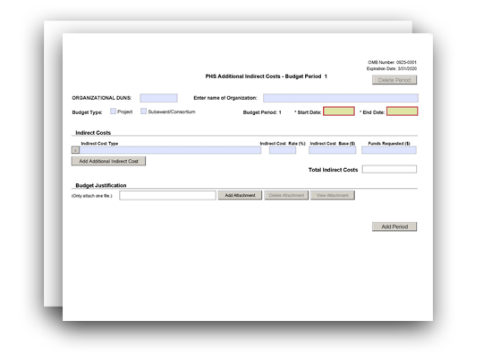 OMB Number: 0925-0001
Expiration Date: 3/31/2020
PHS Additional Indirect Costs - Budget Period 1
Delete Period
ORGANIZATIONAL DUNS: Enter name of Organization:
Budget Type: Project Subaward/Consortium Budget Period: 1 * Start Date: * End Date:
Indirect Costs
Indirect Cost Type Indirect Cost Rate (%) Indirect Cost Base ($) Funds Requested ($)
Add Additional Indirect Cost
Total Indirect Costs
Budget Justification
(Only attach one file.) Add Attachment Delete Attachment View Attachment
Add Period